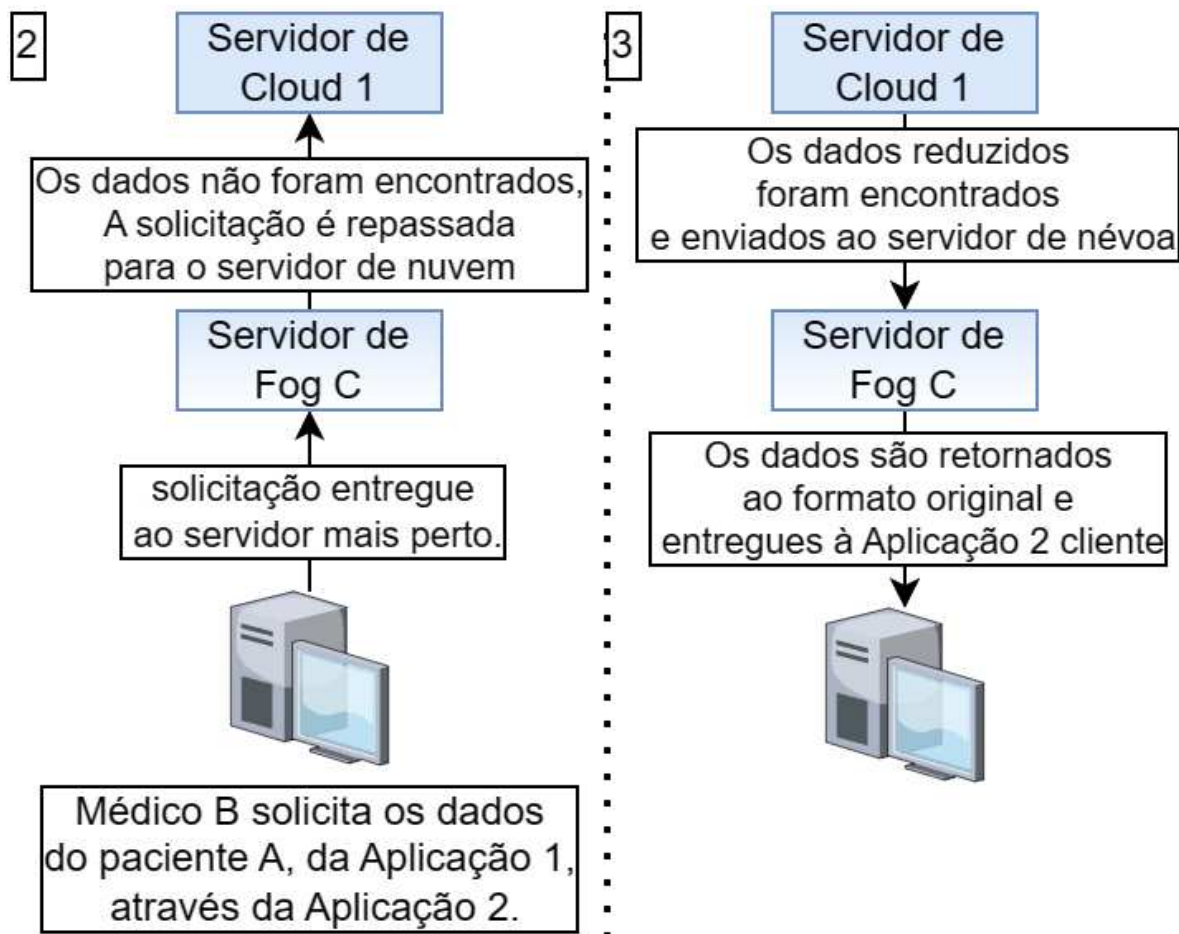 2
Servidor de
Cloud 1
Os dados não foram encontrados,
A solicitação é repassada
para o servidor de nuvem
Servidor de
Fog C
solicitação entregue
ao servidor mais perto.
Médico B solicita os dados
do paciente A, da Aplicação 1,
através da Aplicação 2.
3
Servidor de
Cloud 1
Os dados reduzidos
foram encontrados
e enviados ao servidor de névoa
Servidor de
Fog C
Os dados são retornados
ao formato original e
entregues à Aplicação 2 cliente